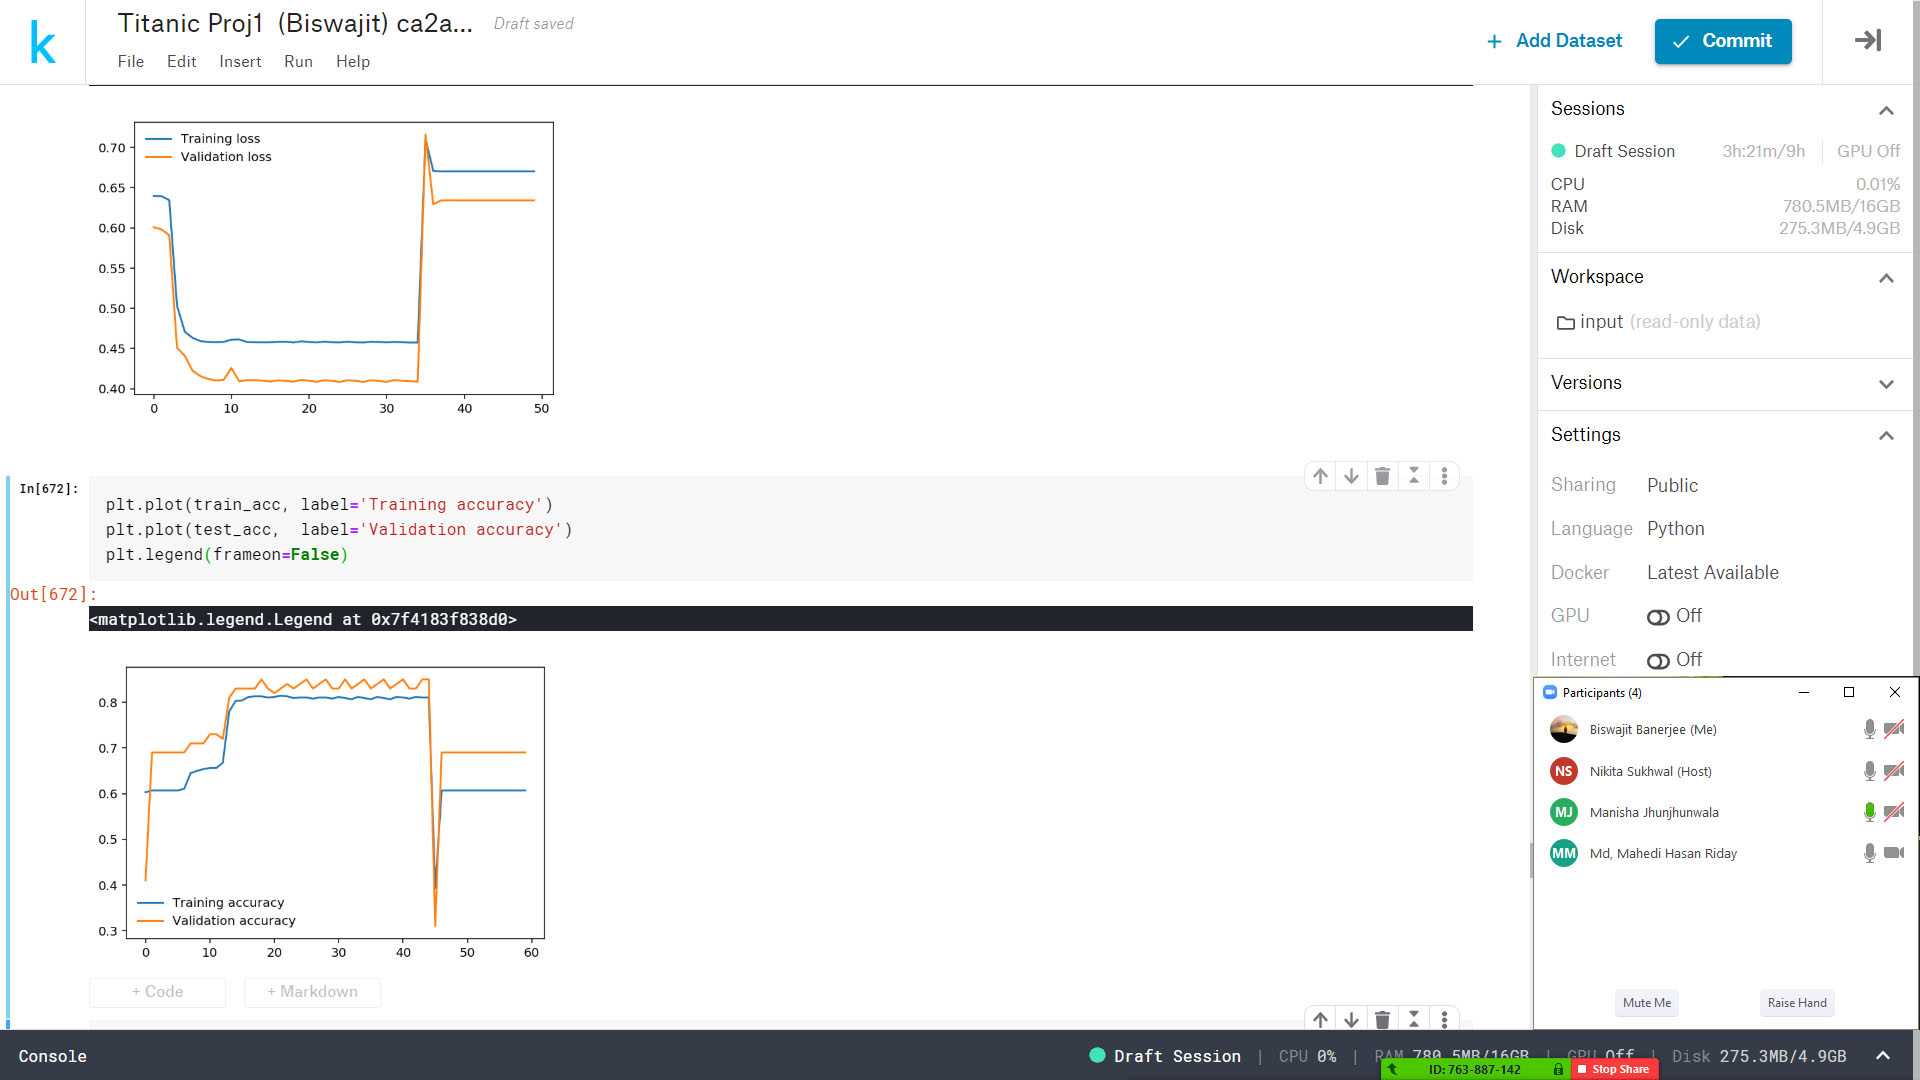 Titanic Proj1 (Biswajit) ca2a...
Draft saved
File Edit Insert Run Help
+ Add Dataset
Commit
Training loss
Validation loss
0.70
0.65
0.60
0.55
0.50
0.45
0.40
0 10 20 30 40 50
In[672]:
plt.plot(train_acc, label='Training accuracy')
plt.plot(test_acc,  label='Validation accuracy')
plt.legend(frameon=False)
Out[672]:
<matplotlib.legend.Legend at 0x7f4183f838d0>
0.8
0.7
0.6
0.5
0.4
0.3
Training accuracy
Validation accuracy
0 10 20 30 40 50 60
+ Code
+ Markdown
Sessions
Draft Session 3h:21m/9h GPU Off
CPU 0.01%
RAM 780.5MB/16GB
Disk 275.3MB/4.9GB
Workspace
input (read-only data)
Versions
Settings
Sharing Public
Language Python
Docker Latest Available
GPU Off
Internet Off
Participants (4)
Biswajit Banerjee (Me)
NS Nikita Sukhwal (Host)
MJ Manisha Jhunjhunwala
MM Md, Mahedi Hasan Riday
Mute Me
Raise Hand
Console
Draft Session | CPU 0% | RAM 780.5MB/16GB | GPU Off | Disk 275.3MB/4.9GB
ID: 763-887-142
Stop Share